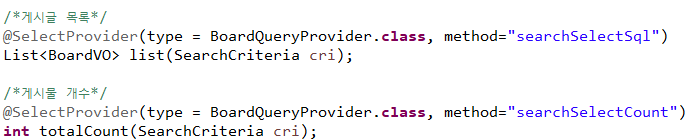 /*게시글 목록*/
@SelectProvider(type = BoardQueryProvider.class, method="searchSelectSql")
List<BoardVO> list(SearchCriteria cri);
/*게시물 개수*/
@SelectProvider(type = BoardQueryProvider.class, method="searchSelectCount")
int totalCount(SearchCriteria cri);